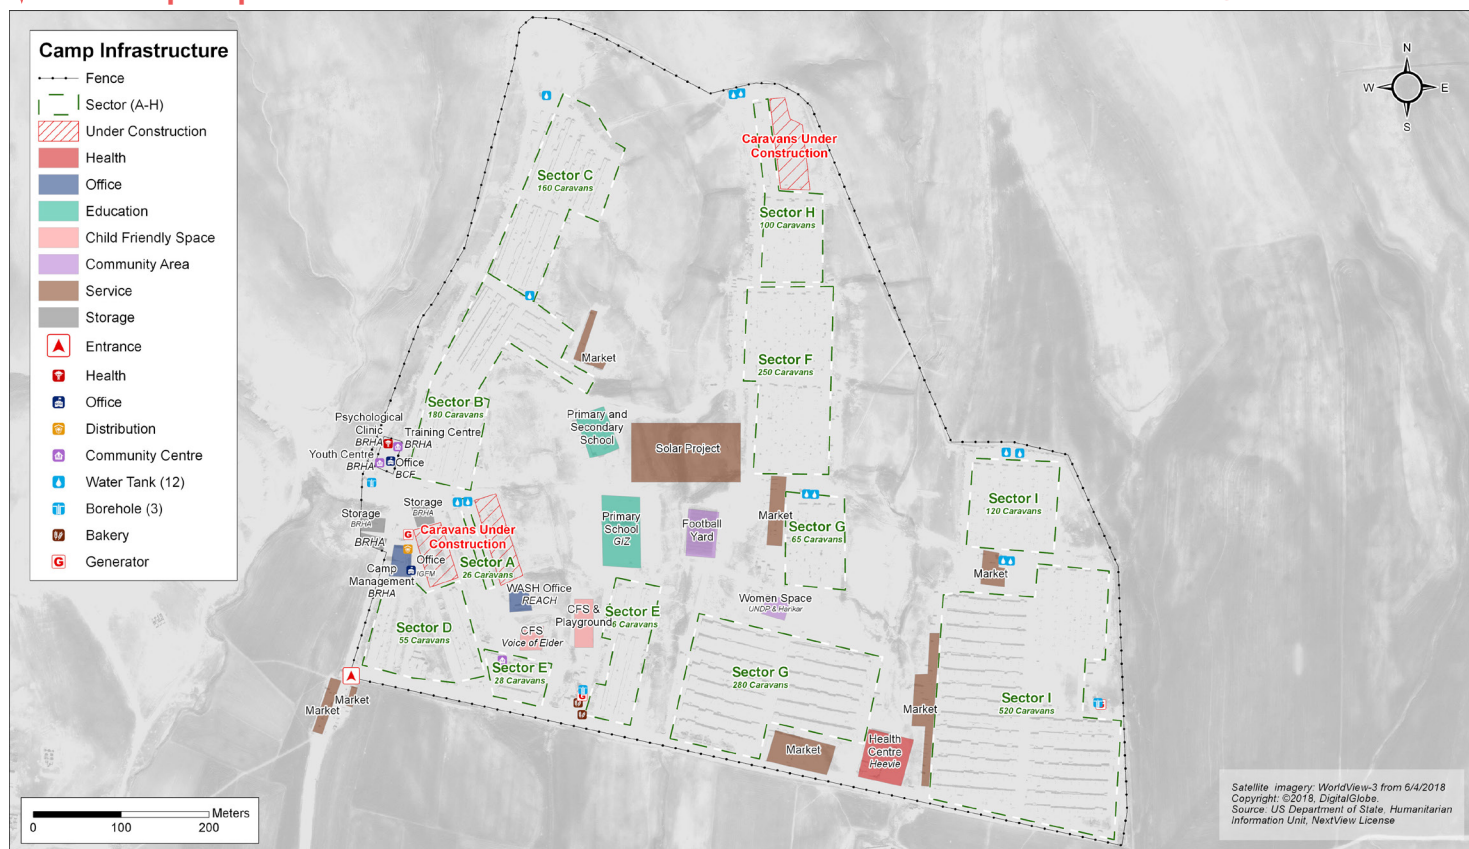 Camp Infrastructure
Fence
Sector (A-H)
Under Construction
Health
Office
Education
Child Friendly Space
Community Area
Service
Storage
Entrance
Health
Office
Distribution
Community Centre
Water Tank (12)
Borehole (3)
Bakery
G Generator
N
W E
S
Caravans Under
Construction
Sector C
160 Caravans
Sector H
100 Caravans
Market
Sector F
250 Caravans
Sector B
180 Caravans
Psychological
Clinic
BRHA
Training Centre
BRHA
Youth Centre
BRHA
Office
BCF
Primary and
Secondary
School
Solar Project
Storage
BRHA
Storage
BRHA
BRHA
G
Caravans Under
Construction
Sector A
26 Caravans
Office
IGFM
Camp
Management
BRHA
Primary
School
GIZ
Football
Yard
Market
Sector G
65 Caravans
Sector I
120 Caravans
Market
WASH Office
REACH
CFS &
Playground
Sector E
6 Caravans
Women Space
UNDP & Harikar
Sector D
55 Caravans
CFS
Voice of Elder
Sector E
28 Caravans
Sector G
280 Caravans
Sector I
520 Caravans
Market
Market
Market
Market
Health
Centre
Heevie
Meters
0 100 200
Satellite imagery: WorldView-3 from 6/4/2018
Copyright: ©2018, DigitalGlobe.
Source: US Department of State, Humanitarian
Information Unit, NextView License